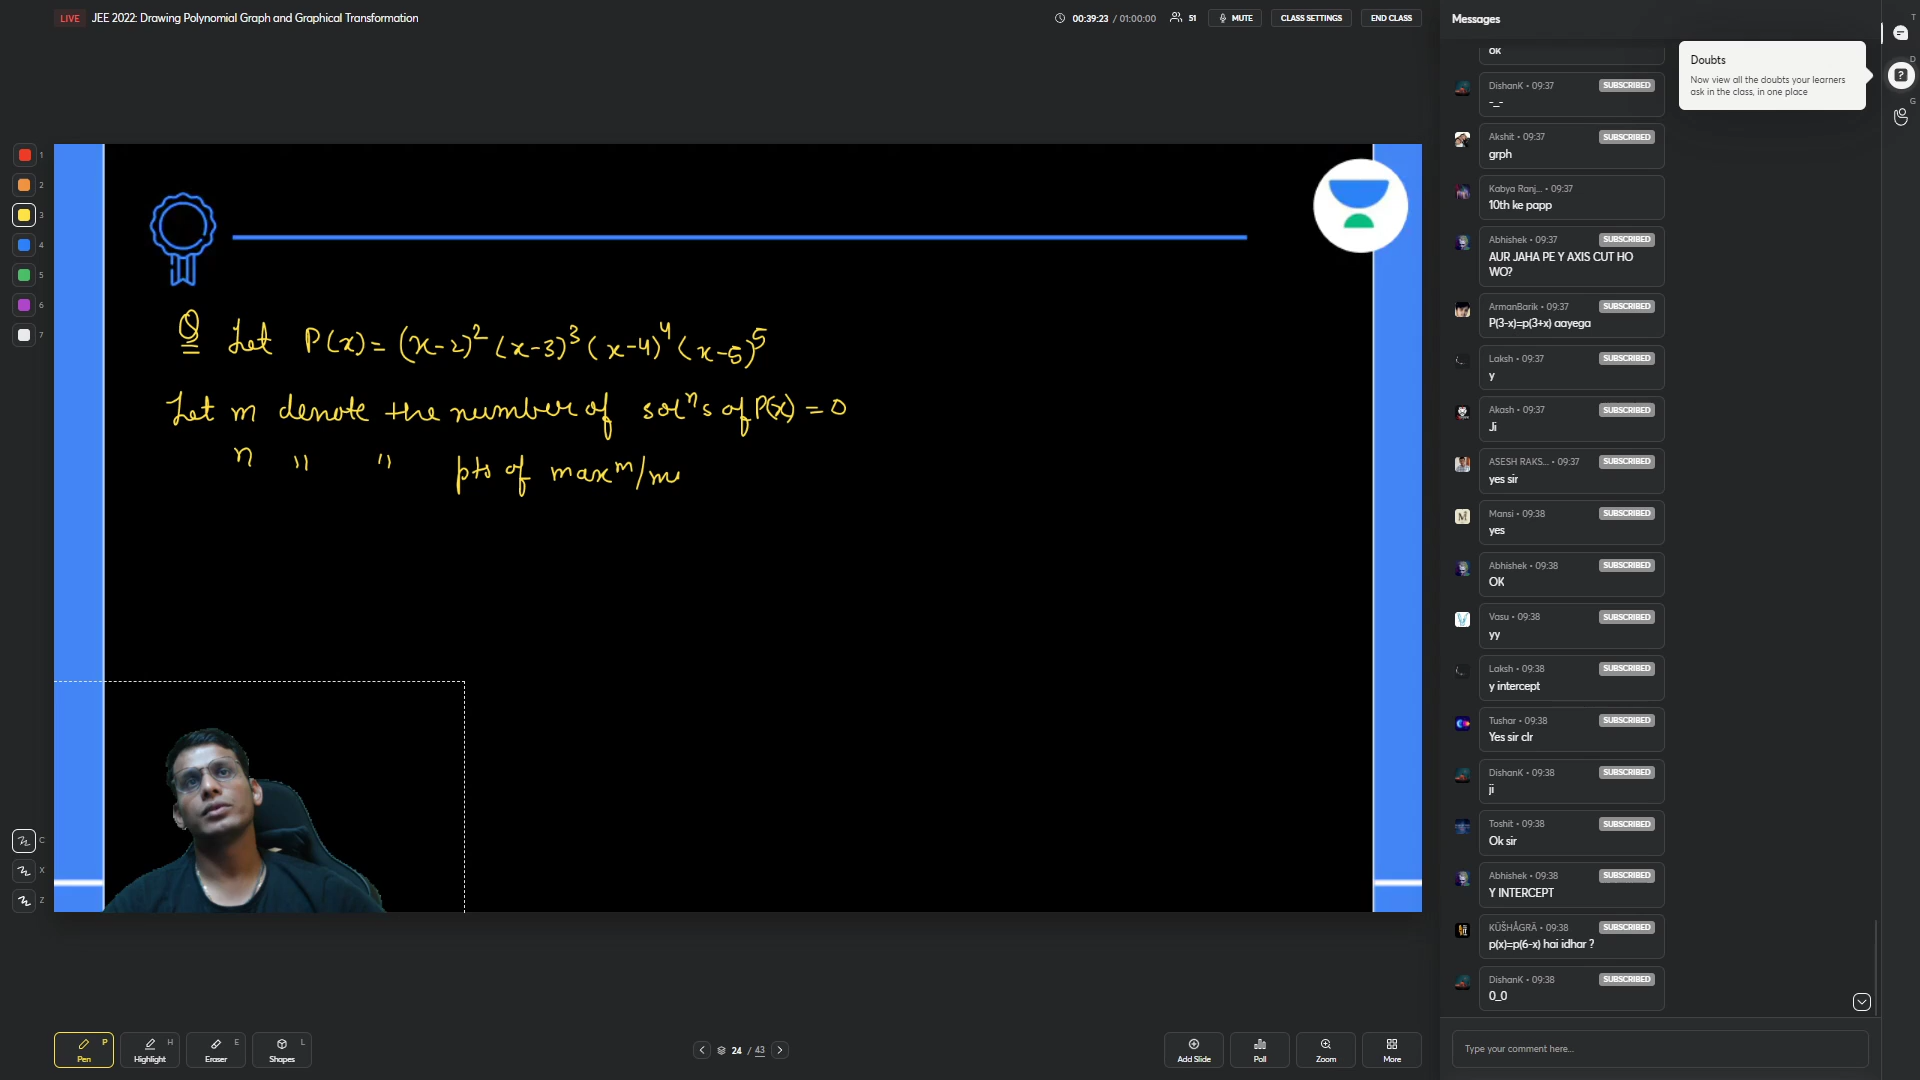 LIVE JEE 2022: Drawing Polynomial Graph and Graphical Transformation
00:39:23 / 01:00:00 51 MUTE CLASS SETTINGS END CLASS
1
2
3
4
5
6
7
Q Let P(x) = (x-2)² (x-3)³ (x-4)⁴ (x-5)⁵
Let m denote the number of solⁿs of P(x) = 0
n " " pts of maxᵐ/m
C
X
Z
P
Pen
H
Highlight
E
Eraser
L
Shapes
24 / 43
Add Slide
Poll
Zoom
More
Messages
OK
Doubts
Now view all the doubts your learners
ask in the class, in one place
T
D
G
DishanK • 09:37 SUBSCRIBED
-_-
Akshit • 09:37 SUBSCRIBED
grph
Kabya Ranj... • 09:37
10th ke papp
Abhishek • 09:37 SUBSCRIBED
AUR JAHA PE Y AXIS CUT HO
WO?
ArmanBarik • 09:37 SUBSCRIBED
P(3-x)=p(3+x) aayega
Laksh • 09:37 SUBSCRIBED
y
Akash • 09:37 SUBSCRIBED
Ji
ASESH RAKS... • 09:37 SUBSCRIBED
yes sir
Mansi • 09:38 SUBSCRIBED
yes
Abhishek • 09:38 SUBSCRIBED
OK
Vasu • 09:38 SUBSCRIBED
yy
Laksh • 09:38 SUBSCRIBED
y intercept
Tushar • 09:38 SUBSCRIBED
Yes sir clr
DishanK • 09:38 SUBSCRIBED
ji
Toshit • 09:38 SUBSCRIBED
Ok sir
Abhishek • 09:38 SUBSCRIBED
Y INTERCEPT
KÜŠHÅGRÄ • 09:38 SUBSCRIBED
p(x)=p(6-x) hai idhar ?
DishanK • 09:38 SUBSCRIBED
0_0
Type your comment here...